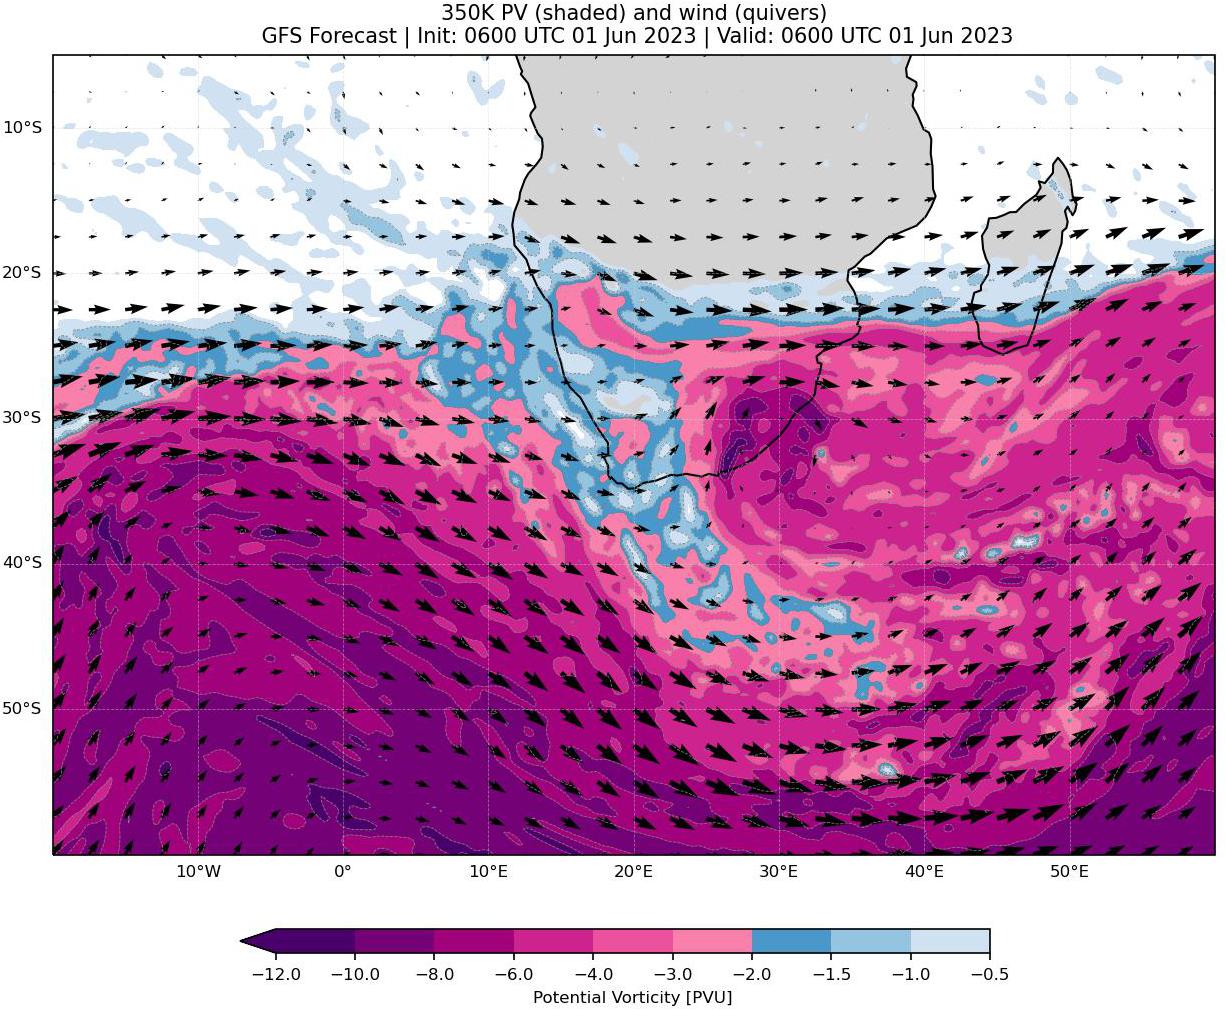 350K PV (shaded) and wind (quivers)
GFS Forecast | Init: 0600 UTC 01 Jun 2023 | Valid: 0600 UTC 01 Jun 2023
10°S
20°S
30°S
40°S
50°S
10°W 0° 10°E 20°E 30°E 40°E 50°E
−12.0 −10.0 −8.0 −6.0 −4.0 −3.0 −2.0 −1.5 −1.0 −0.5
Potential Vorticity [PVU]